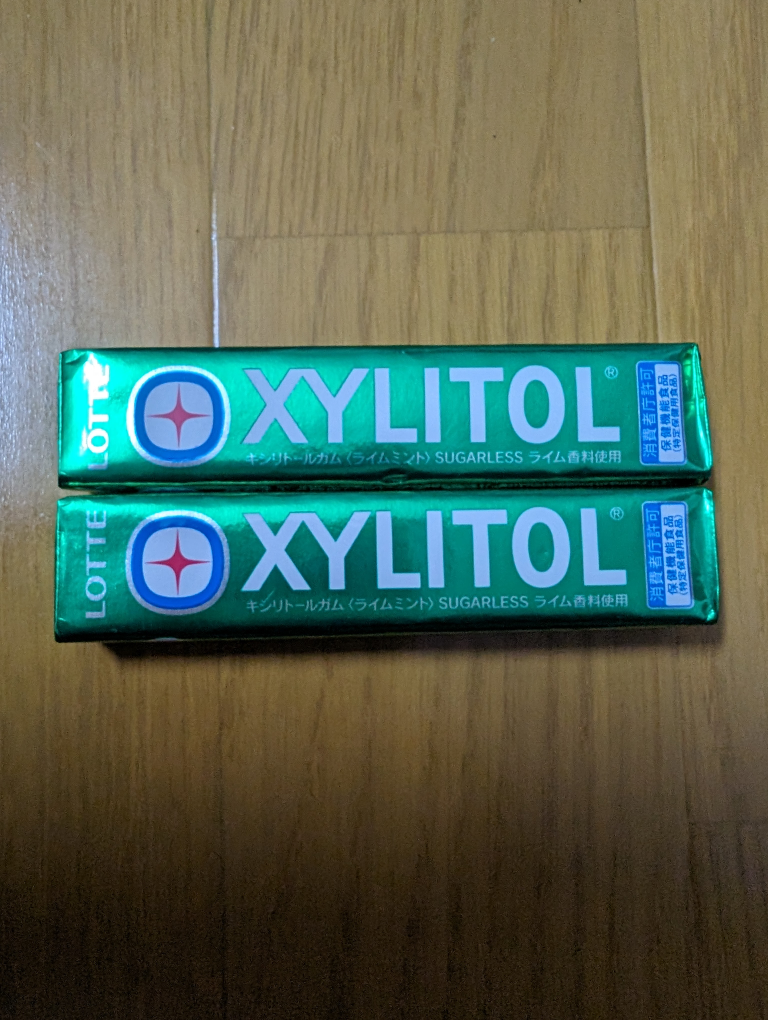 LOTTE
XYLITOL®
キシリトールガム〈ライムミント〉SUGARLESS ライム香料使用
消費者庁許可
保健機能食品
(特定保健用食品)
LOTTE
XYLITOL®
キシリトールガム〈ライムミント〉SUGARLESS ライム香料使用
消費者庁許可
保健機能食品
(特定保健用食品)